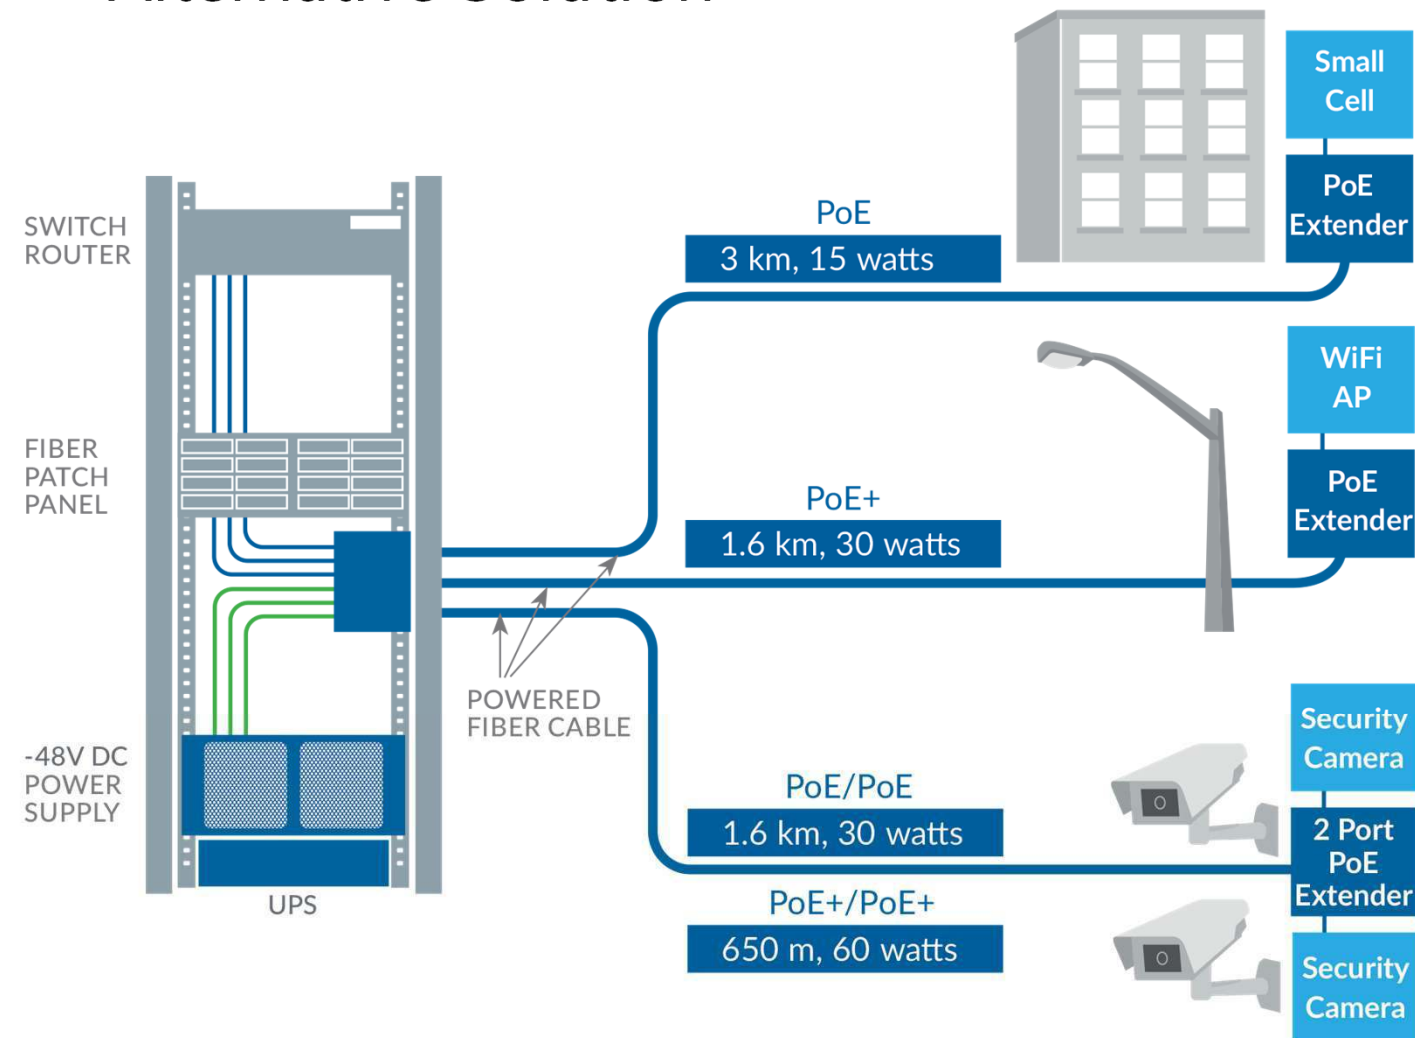 Alternative Solution
Small
Cell
PoE
Extender
PoE
3 km, 15 watts
SWITCH
ROUTER
WiFi
AP
PoE
Extender
FIBER
PATCH
PANEL
PoE+
1.6 km, 30 watts
POWERED
FIBER CABLE
-48V DC
POWER
SUPPLY
UPS
PoE/PoE
1.6 km, 30 watts
PoE+/PoE+
650 m, 60 watts
Security
Camera
2 Port
PoE
Extender
Security
Camera